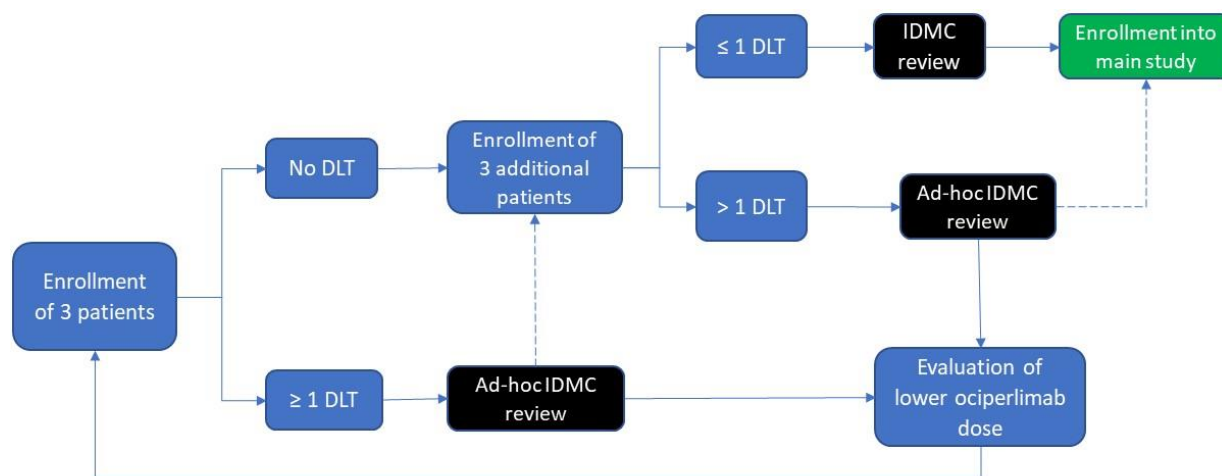 Enrollment
of 3 patients
No DLT
≥ 1 DLT
Enrollment of
3 additional
patients
Ad-hoc IDMC
review
≤ 1 DLT
> 1 DLT
IDMC
review
Ad-hoc IDMC
review
Enrollment into
main study
Evaluation of
lower ociperlimab
dose